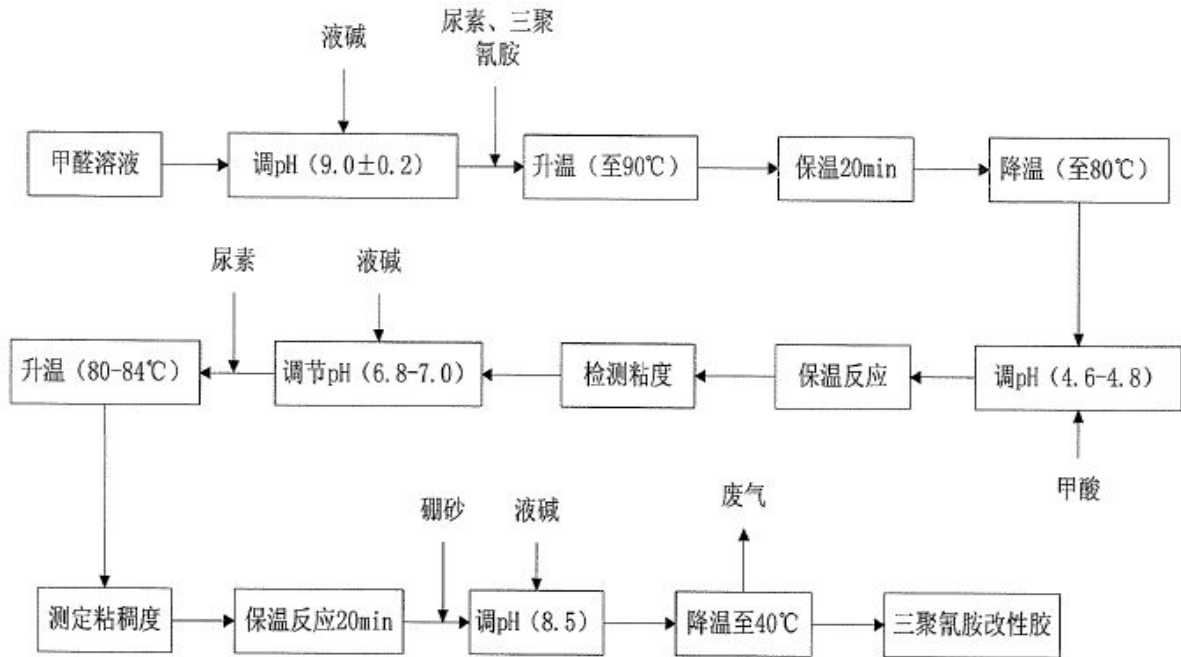 液碱
尿素、三聚
氰胺
甲醛溶液
调pH（9.0±0.2）
升温（至90℃）
保温20min
降温（至80℃）
尿素
液碱
升温（80-84℃）
调节pH（6.8-7.0）
检测粘度
保温反应
调pH（4.6-4.8）
甲酸
硼砂
液碱
废气
测定粘稠度
保温反应20min
调pH（8.5）
降温至40℃
三聚氰胺改性胶